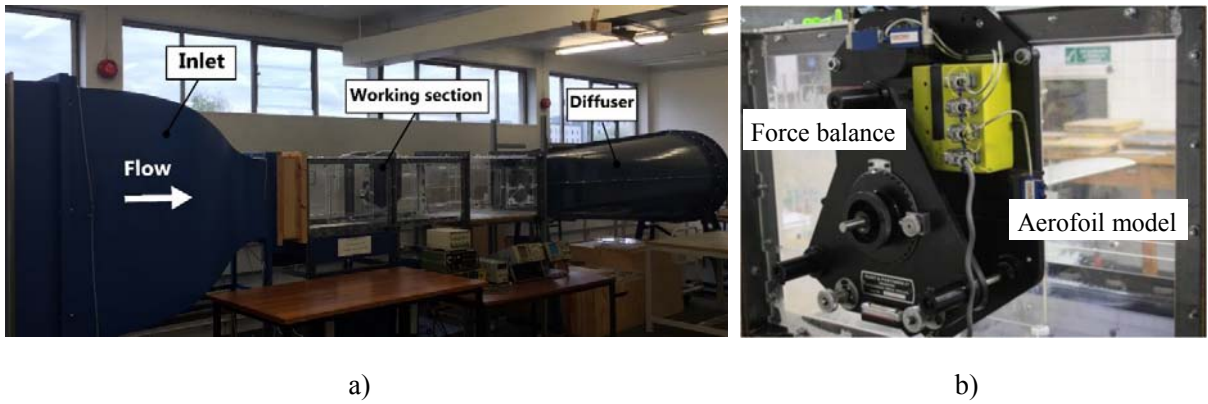 Inlet
Working section
Diffuser
Flow
Force balance
Aerofoil model
a)
b)